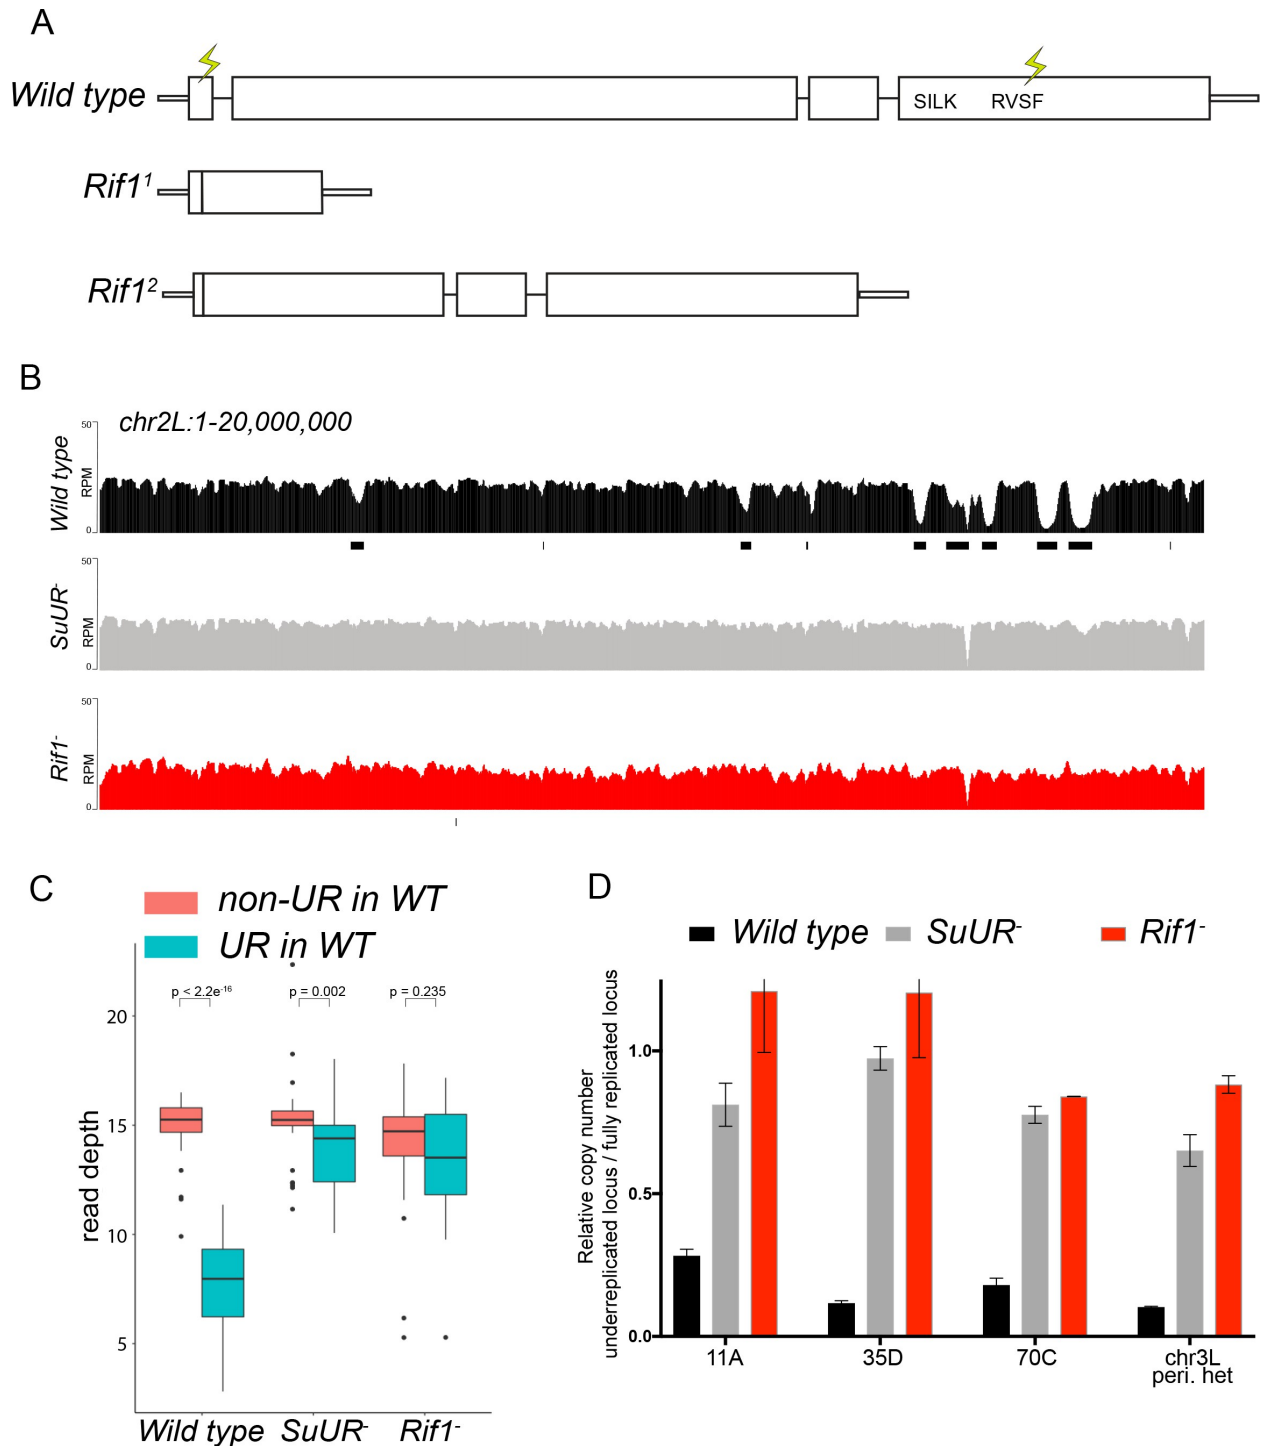 A
Wild type
SILK RVSF
Rif1¹
Rif1²
B
chr2L:1-20,000,000
Wild type
RPM
50
0
SuUR⁻
RPM
50
0
Rif1⁻
RPM
50
0
C
non-UR in WT
UR in WT
p < 2.2e⁻¹⁶
p = 0.002
p = 0.235
read depth
20
15
10
5
Wild type
SuUR⁻
Rif1⁻
D
Wild type
SuUR⁻
Rif1⁻
Relative copy number
underreplicated locus / fully replicated locus
1.0
0.5
0.0
11A
35D
70C
chr3L
peri. het